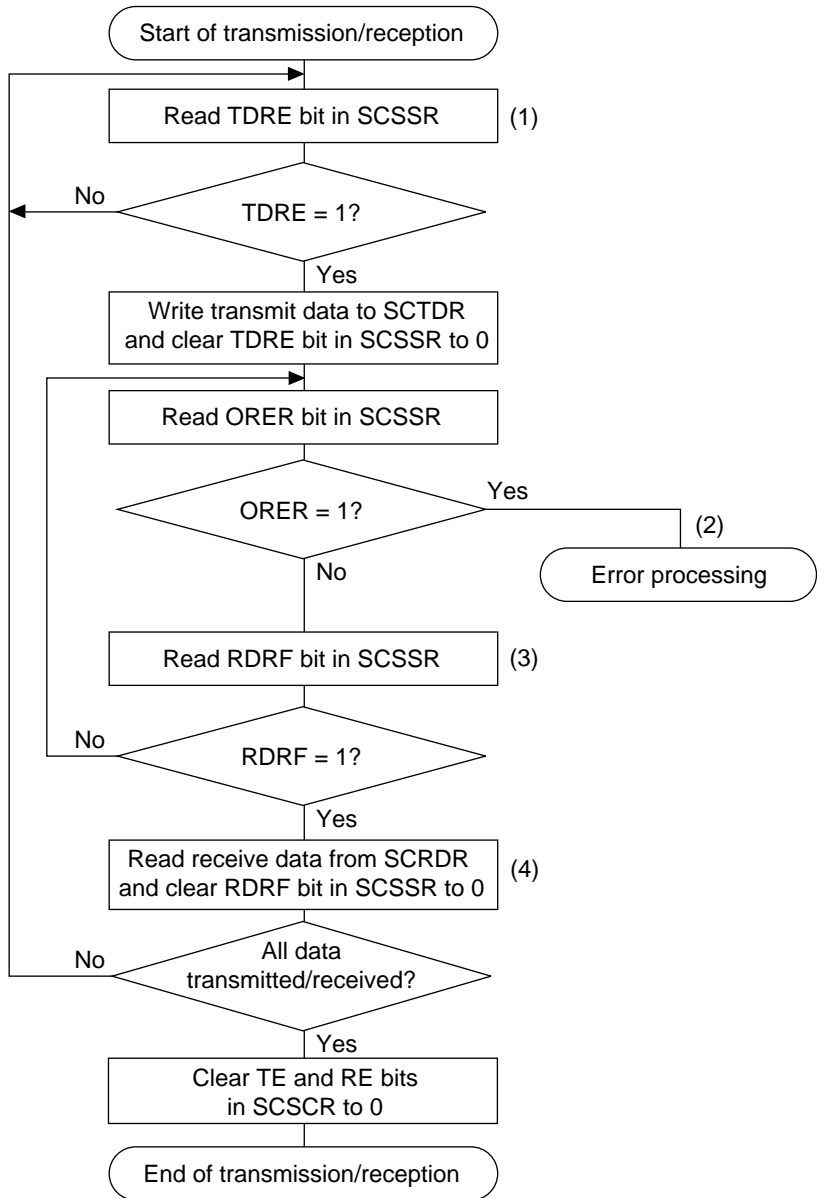 Start of transmission/reception
Read TDRE bit in SCSSR
(1)
No
TDRE = 1?
Yes
Write transmit data to SCTDR
and clear TDRE bit in SCSSR to 0
Read ORER bit in SCSSR
Yes
ORER = 1?
(2)
No
Error processing
Read RDRF bit in SCSSR
(3)
No
RDRF = 1?
Yes
Read receive data from SCRDR
and clear RDRF bit in SCSSR to 0
(4)
All data
transmitted/received?
No
Yes
Clear TE and RE bits
in SCSCR to 0
End of transmission/reception